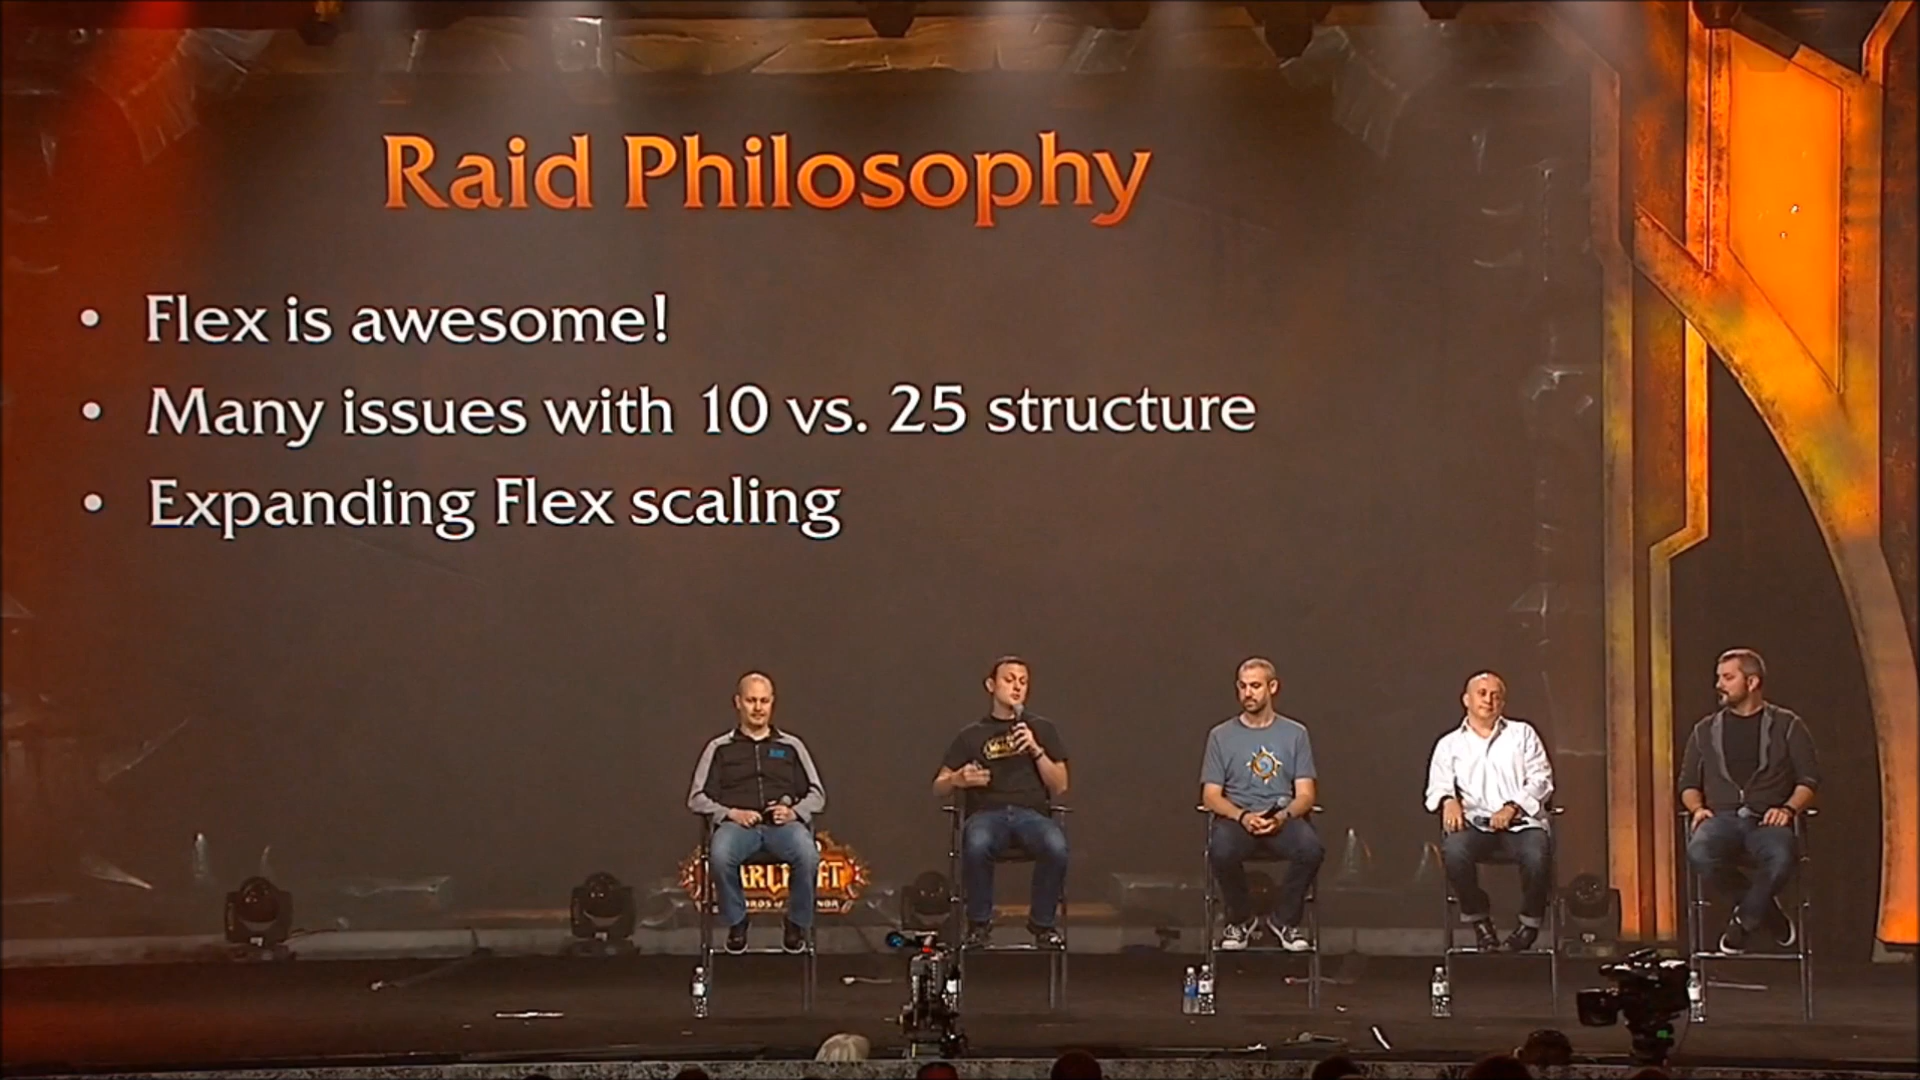 Raid Philosophy
• Flex is awesome!
• Many issues with 10 vs. 25 structure
• Expanding Flex scaling